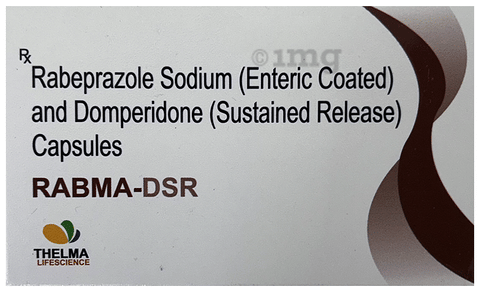 ©1mg
Rx
Rabeprazole Sodium (Enteric Coated)
and Domperidone (Sustained Release)
Capsules
RABMA-DSR
THELMA
LIFESCIENCE